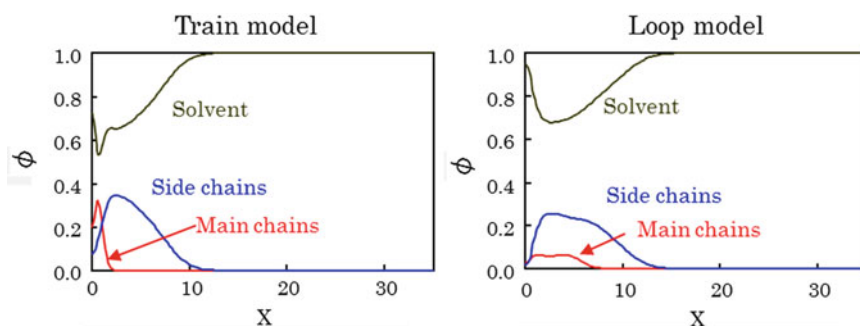 Train model
1.0
0.8
0.6
0.4
0.2
0.0
ϕ
Solvent
Side chains
Main chains
0
10
20
30
X
Loop model
1.0
0.8
0.6
0.4
0.2
0.0
ϕ
Solvent
Side chains
Main chains
0
10
20
30
X